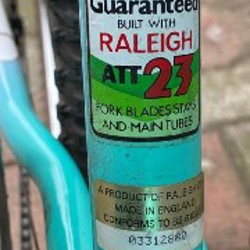 Guaranteed
BUILT WITH
RALEIGH
ATT 23
FORK BLADES STAYS
AND MAIN TUBES
A PRODUCT OF RALEIGH
MADE IN ENGLAND
CONFORMS TO
03312880